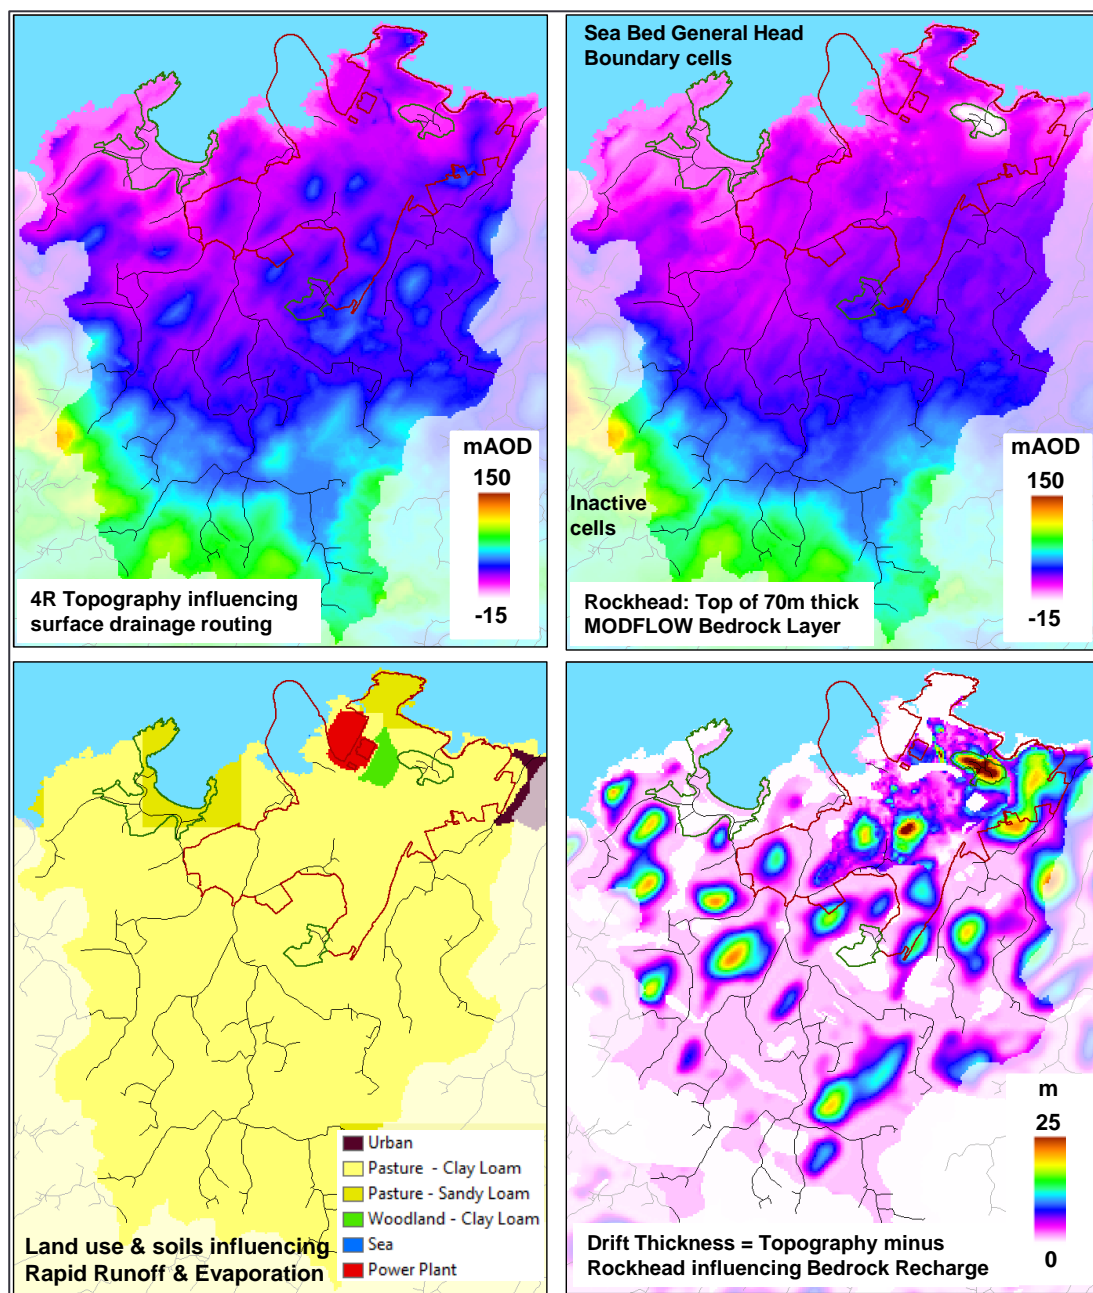 mAOD
150
-15
4R Topography influencing
surface drainage routing
Sea Bed General Head
Boundary cells
Inactive
cells
mAOD
150
-15
Rockhead: Top of 70m thick
MODFLOW Bedrock Layer
Urban
Pasture - Clay Loam
Pasture - Sandy Loam
Woodland - Clay Loam
Sea
Power Plant
Land use & soils influencing
Rapid Runoff & Evaporation
m
25
0
Drift Thickness = Topography minus
Rockhead influencing Bedrock Recharge